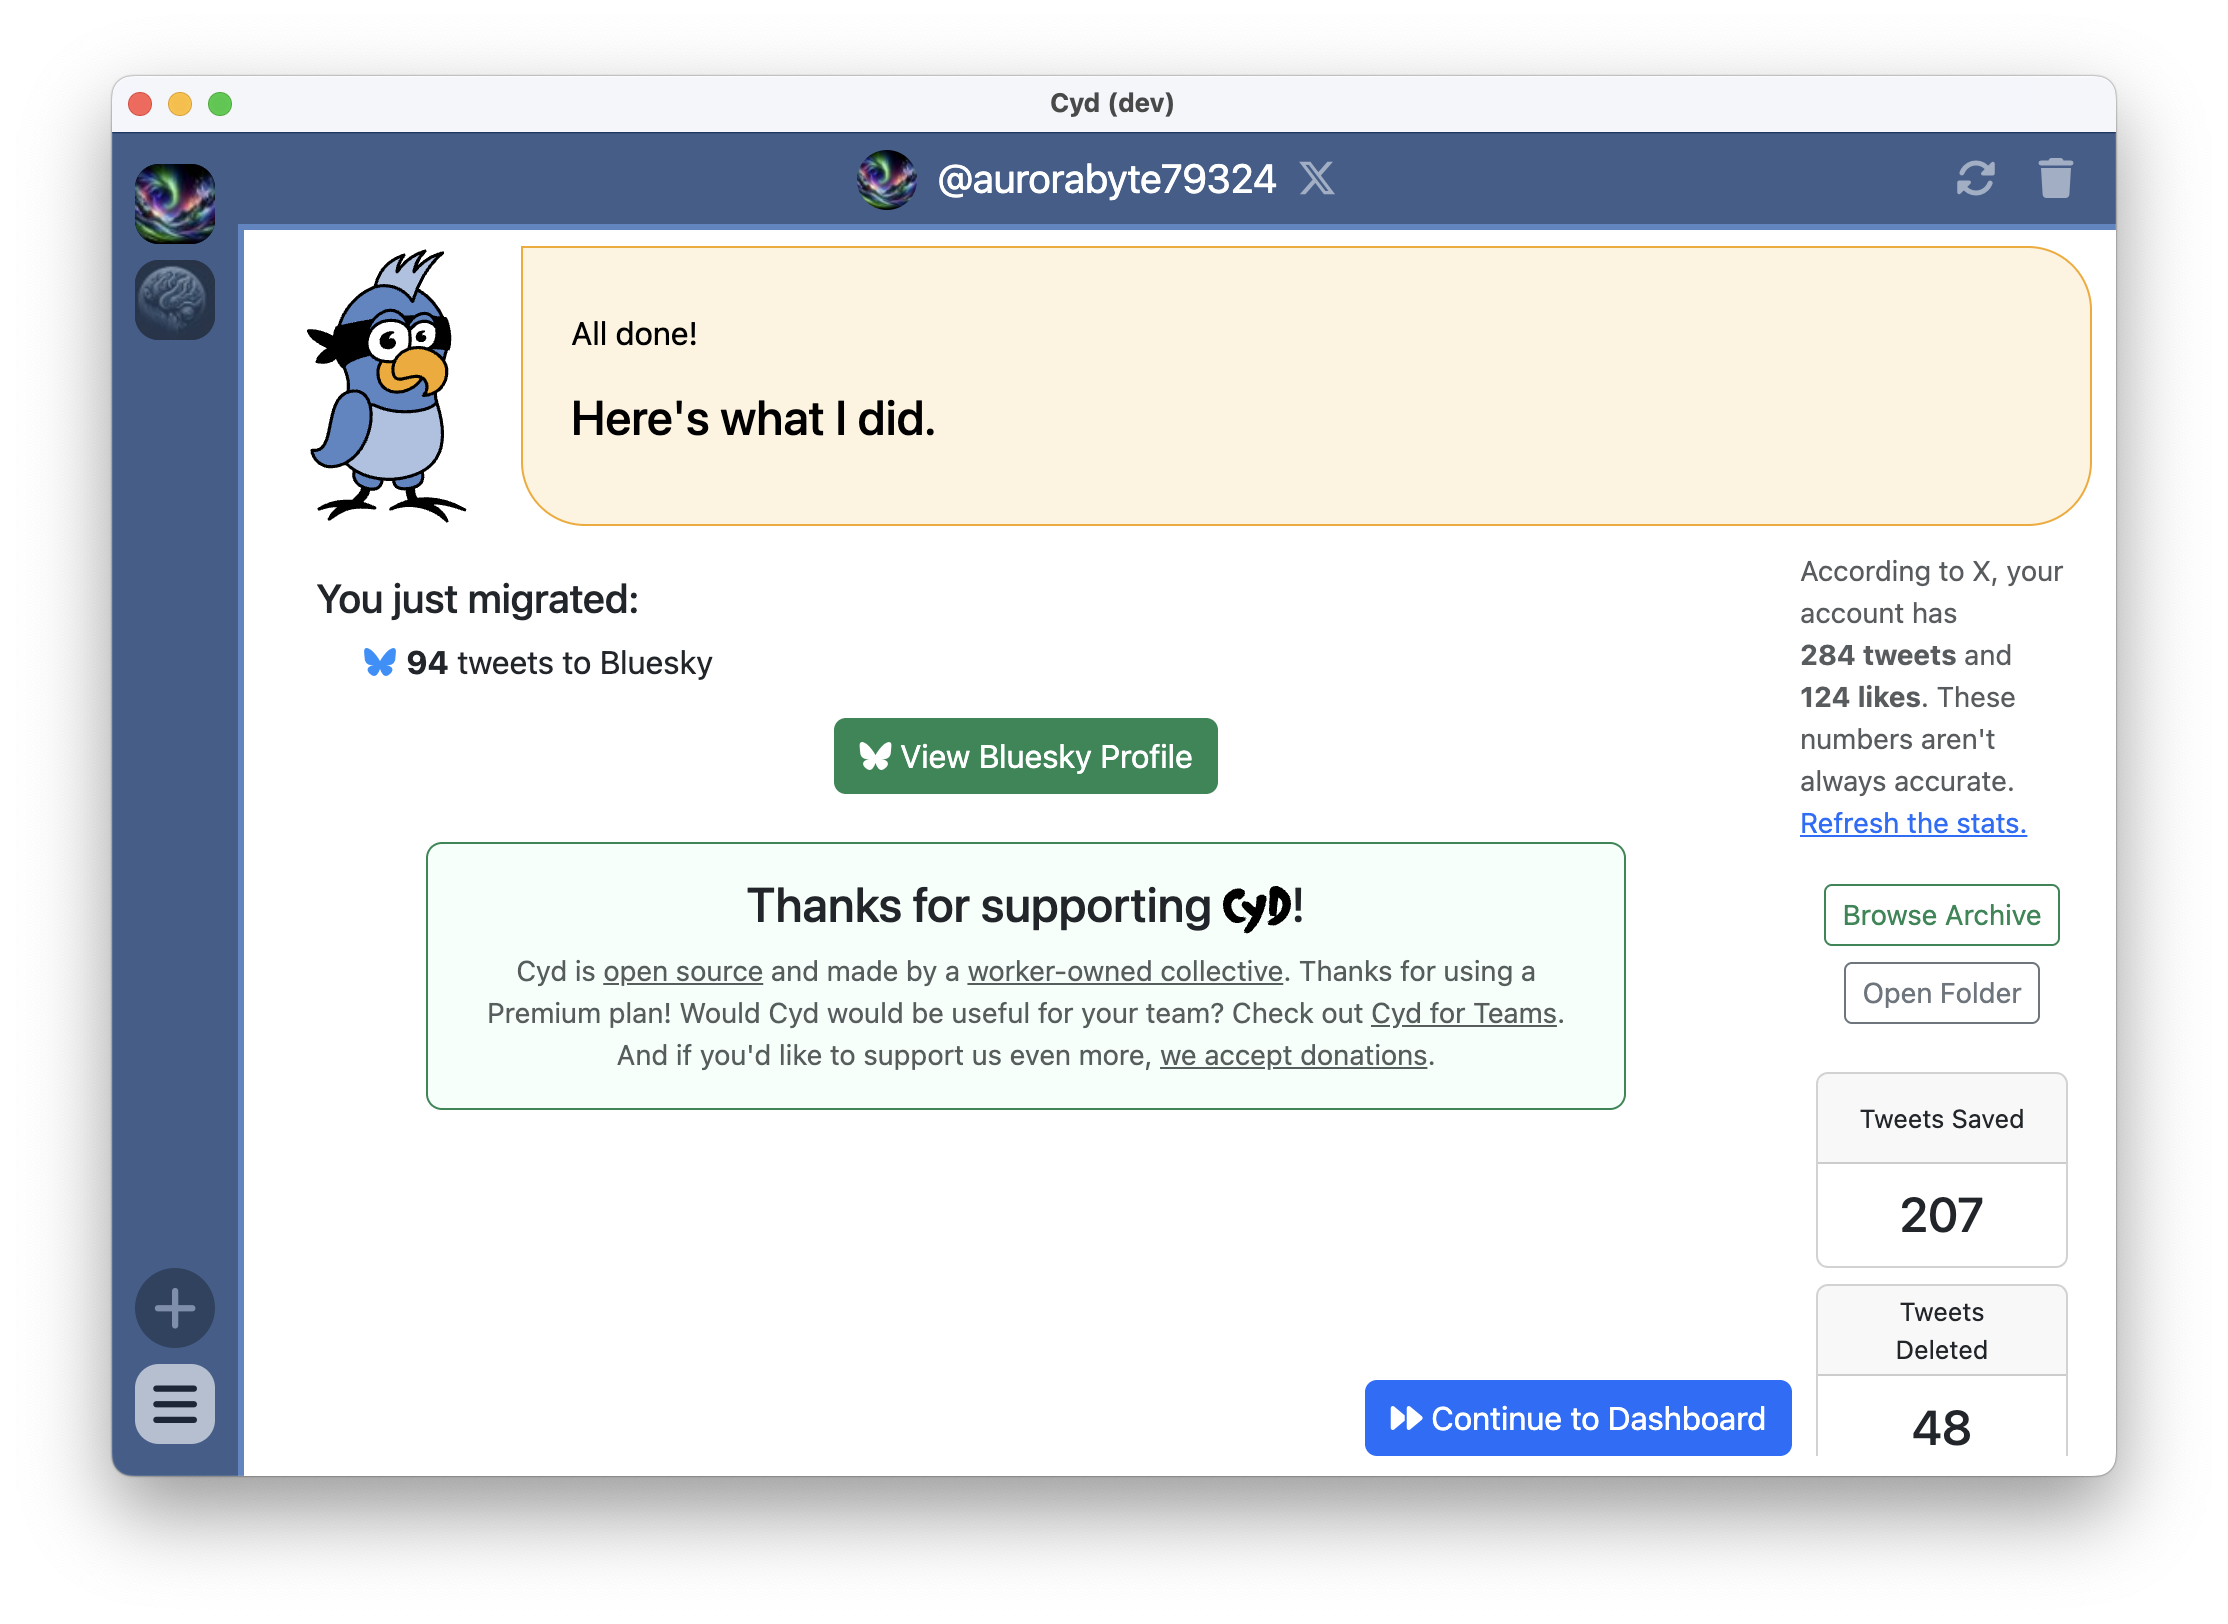 Cyd (dev)
@aurorabyte79324
All done!
Here's what I did.
You just migrated:
94 tweets to Bluesky
View Bluesky Profile
Thanks for supporting CyD!
Cyd is open source and made by a worker-owned collective. Thanks for using a
Premium plan! Would Cyd would be useful for your team? Check out Cyd for Teams.
And if you'd like to support us even more, we accept donations.
Continue to Dashboard
According to X, your
account has
284 tweets and
124 likes. These
numbers aren't
always accurate.
Refresh the stats.
Browse Archive
Open Folder
Tweets Saved
207
Tweets
Deleted
48